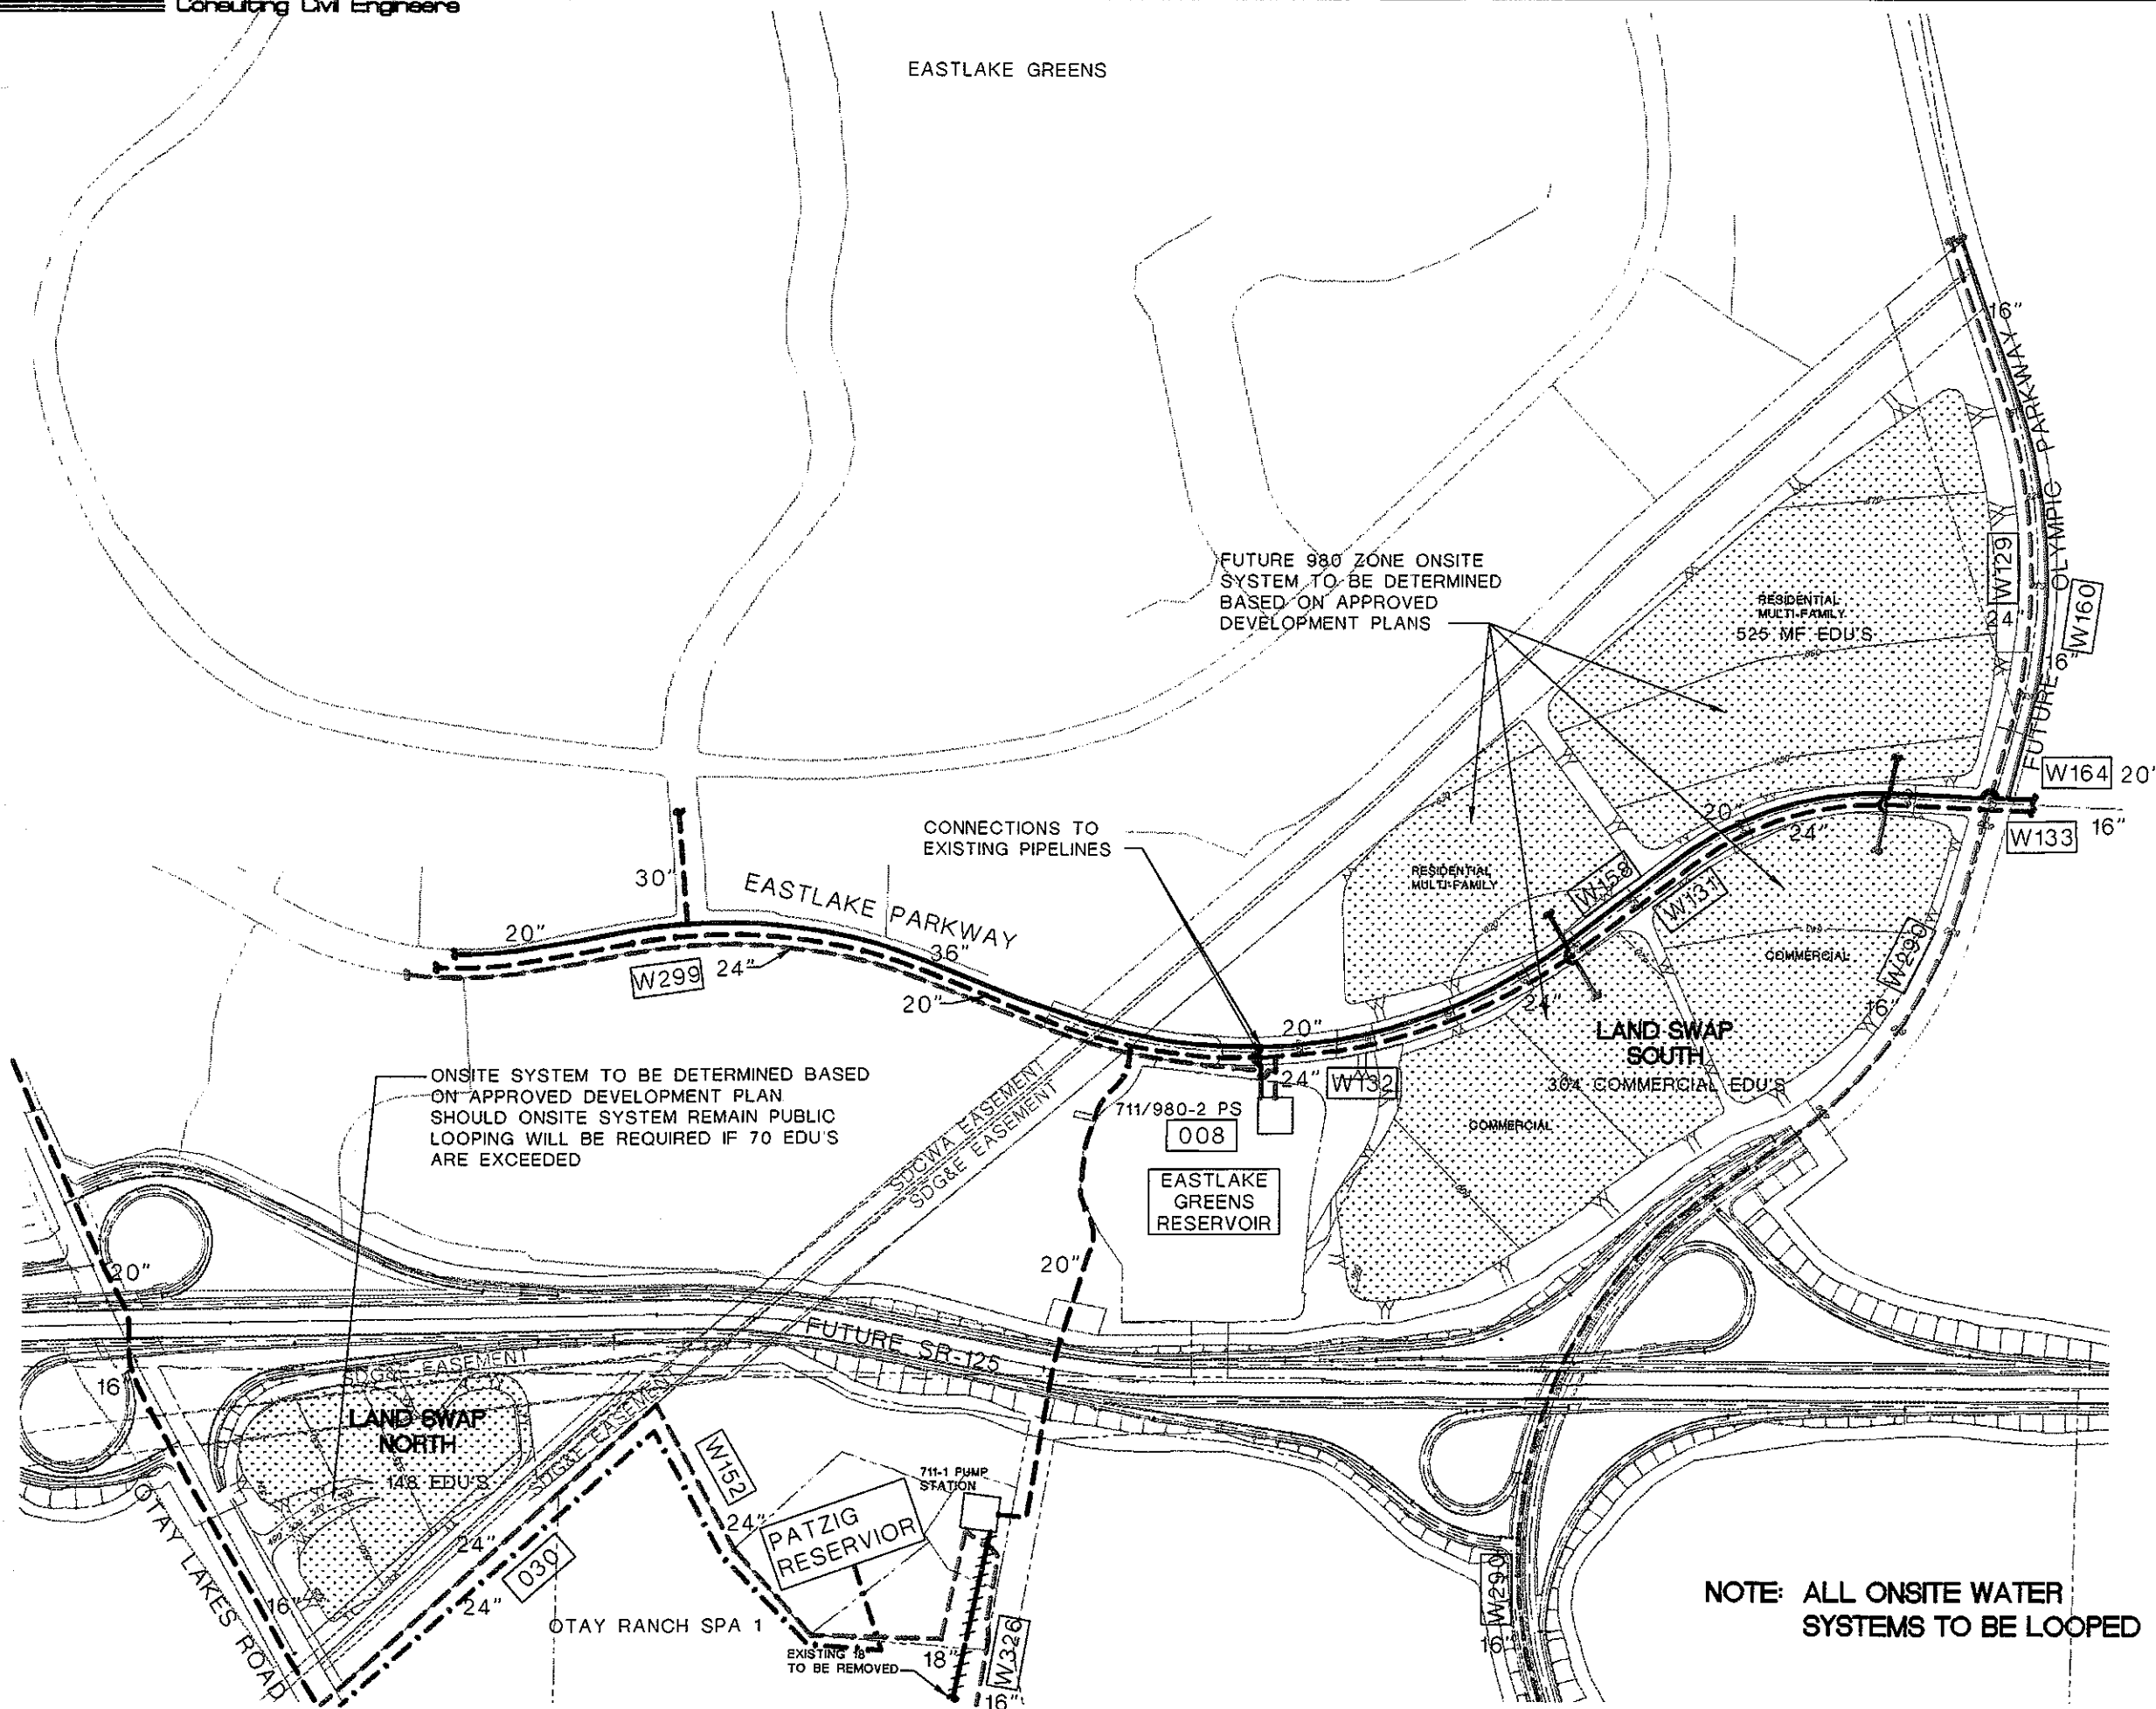 Consulting Civil Engineers
EASTLAKE GREENS
16"
FUTURE OLYMPIC PARKWAY
FUTURE 980 ZONE ONSITE
SYSTEM TO BE DETERMINED
BASED ON APPROVED
DEVELOPMENT PLANS
RESIDENTIAL
MULTI-FAMILY
525 MF EDU'S
W129
24"
W160
16"
W164 20"
W133 16"
CONNECTIONS TO
EXISTING PIPELINES
30"
EASTLAKE PARKWAY
20"
36"
W299 24"
20"
RESIDENTIAL
MULTI-FAMILY
W158
W131
20"
24"
COMMERCIAL
W290
16"
20"
24"
LAND SWAP
SOUTH
304 COMMERCIAL EDU'S
COMMERCIAL
24" W132
711/980-2 PS
008
EASTLAKE
GREENS
RESERVOIR
SDCWA EASEMENT
SDG&E EASEMENT
ONSITE SYSTEM TO BE DETERMINED BASED
ON APPROVED DEVELOPMENT PLAN
SHOULD ONSITE SYSTEM REMAIN PUBLIC
LOOPING WILL BE REQUIRED IF 70 EDU'S
ARE EXCEEDED
20"
20"
FUTURE SR-125
SDG&E EASEMENT
16"
LAND SWAP
NORTH
148 EDU'S
SDG&E EASEMENT
OTAY LAKES ROAD
16"
24"
030
24"
W152
24"
PATZIG
RESERVIOR
711-1 PUMP
STATION
OTAY RANCH SPA 1
EXISTING 18"
TO BE REMOVED
18"
W326
16"
W290
16"
NOTE: ALL ONSITE WATER
SYSTEMS TO BE LOOPED